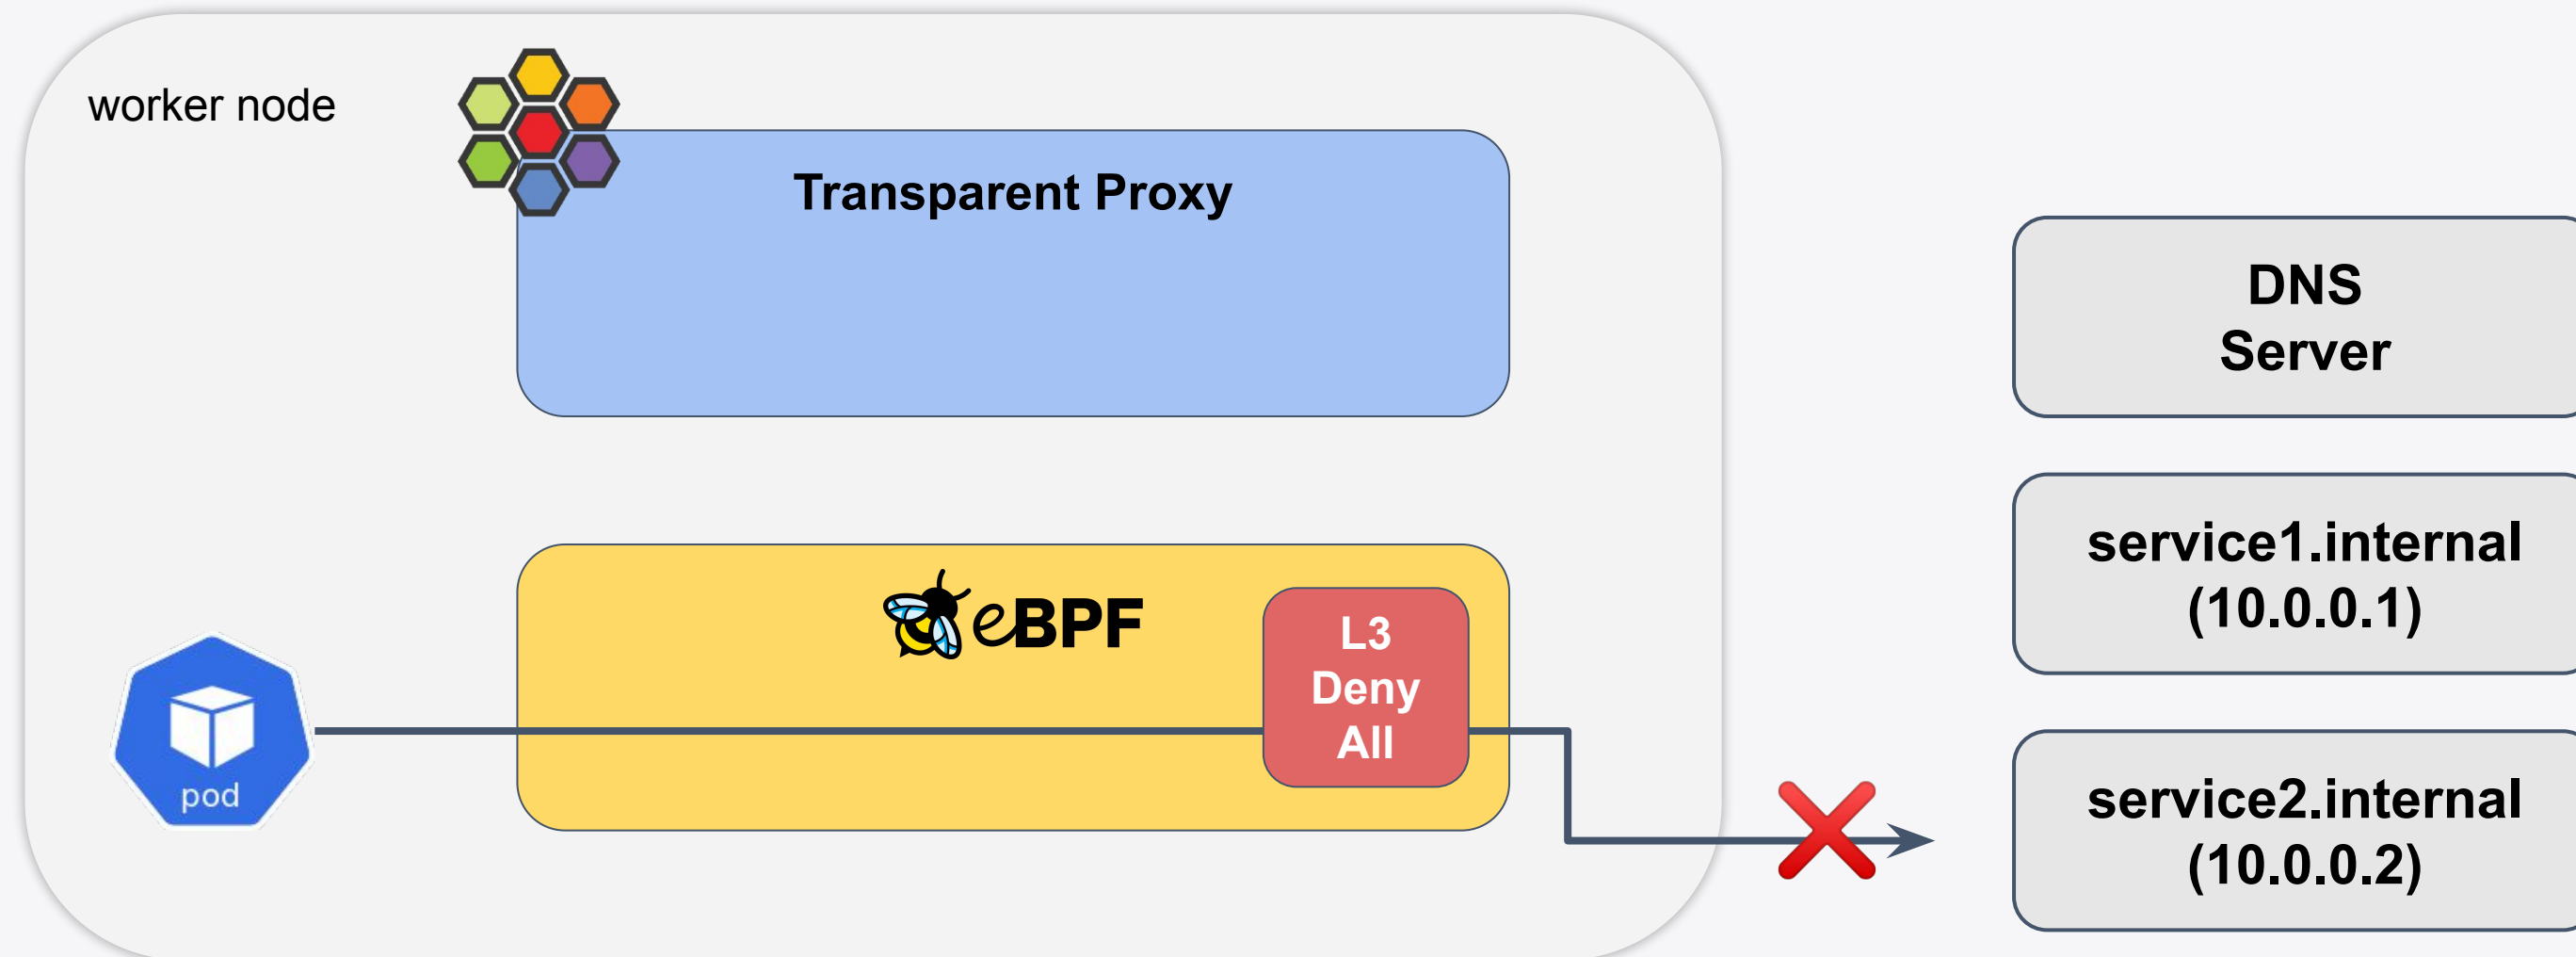 worker node
Transparent Proxy
DNS
Server
service1.internal
(10.0.0.1)
eBPF
L3
Deny
All
pod
service2.internal
(10.0.0.2)